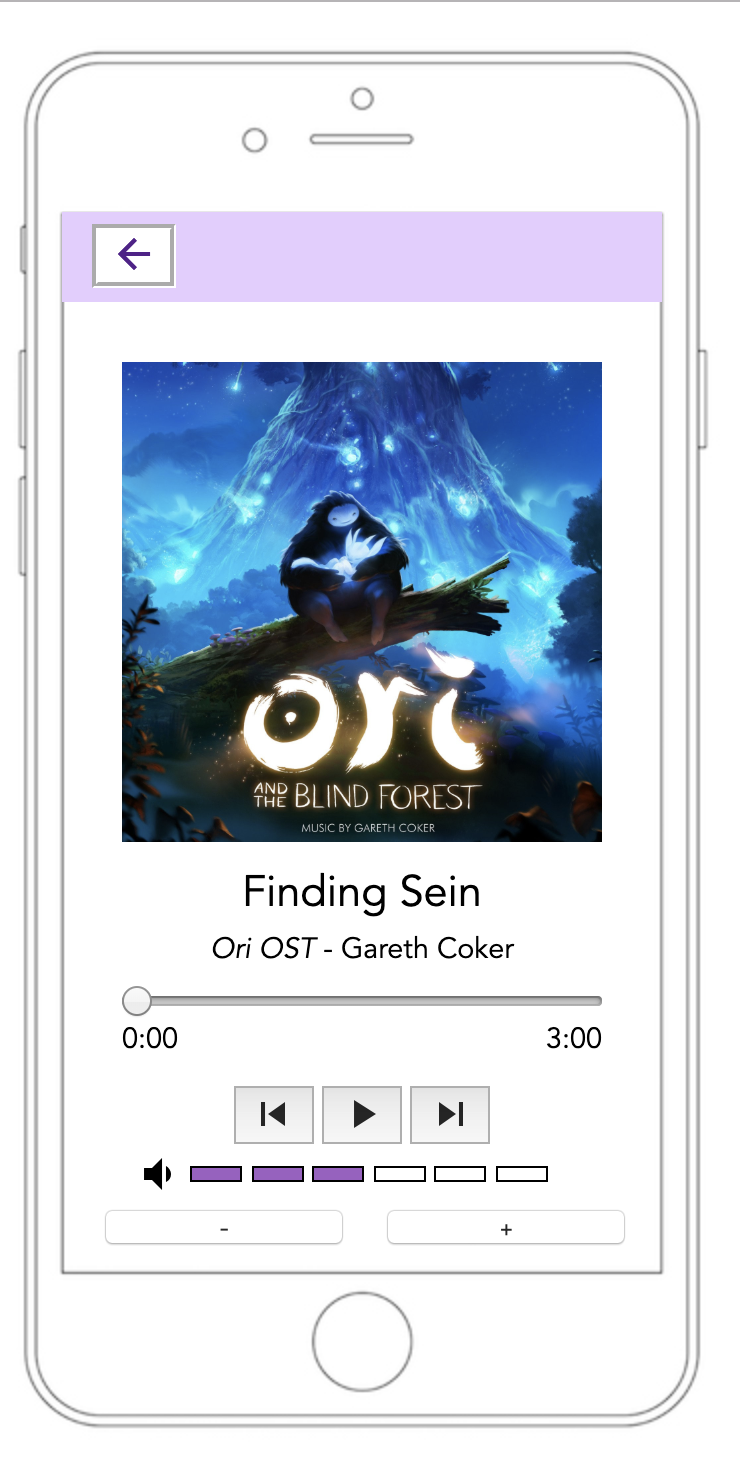 ori
AND THE BLIND FOREST
MUSIC BY GARETH COKER
Finding Sein
Ori OST - Gareth Coker
0:00 3:00
- +